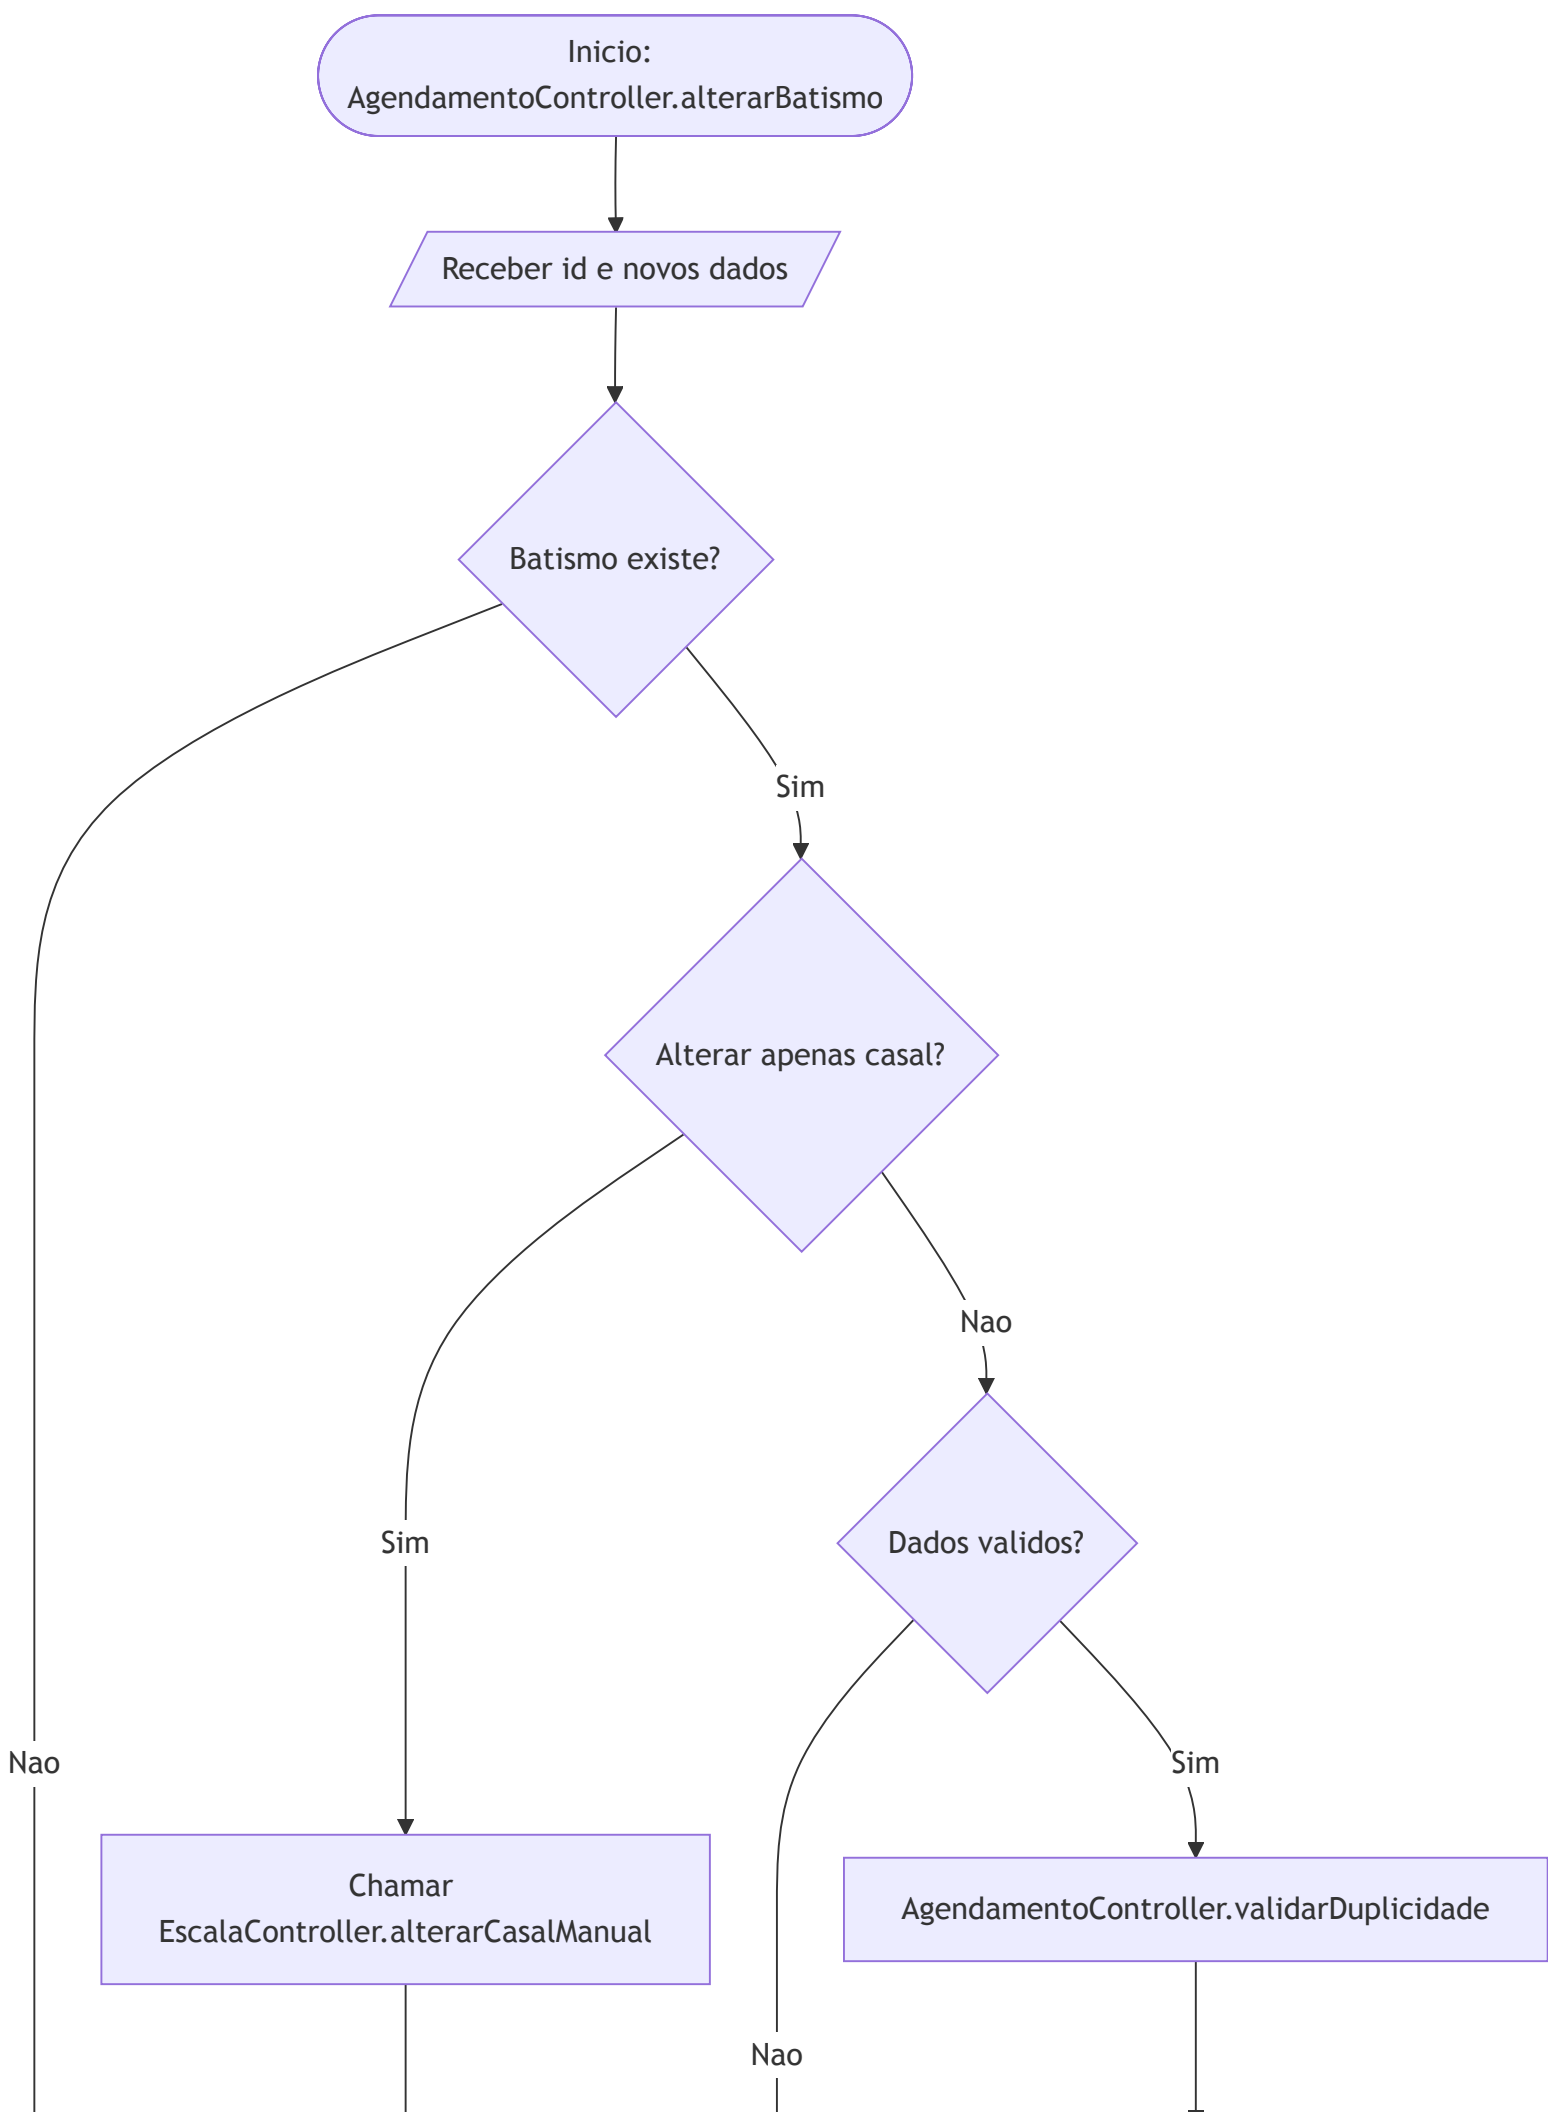 Inicio:
AgendamentoController.alterarBatismo
Receber id e novos dados
Batismo existe?
Sim
Alterar apenas casal?
Nao
Sim
Dados validos?
Nao
Sim
Chamar
EscalaController.alterarCasalManual
AgendamentoController.validarDuplicidade
Nao